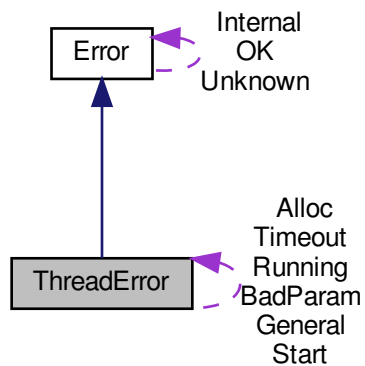 Error
Internal
OK
Unknown
ThreadError
Alloc
Timeout
Running
BadParam
General
Start